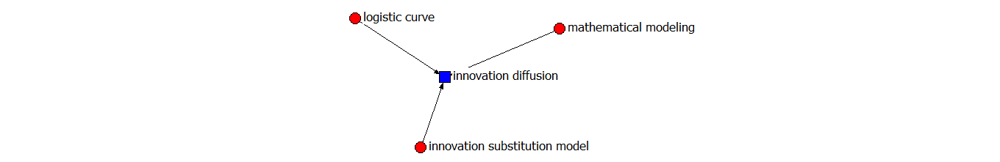 logistic curve
mathematical modeling
innovation diffusion
innovation substitution model